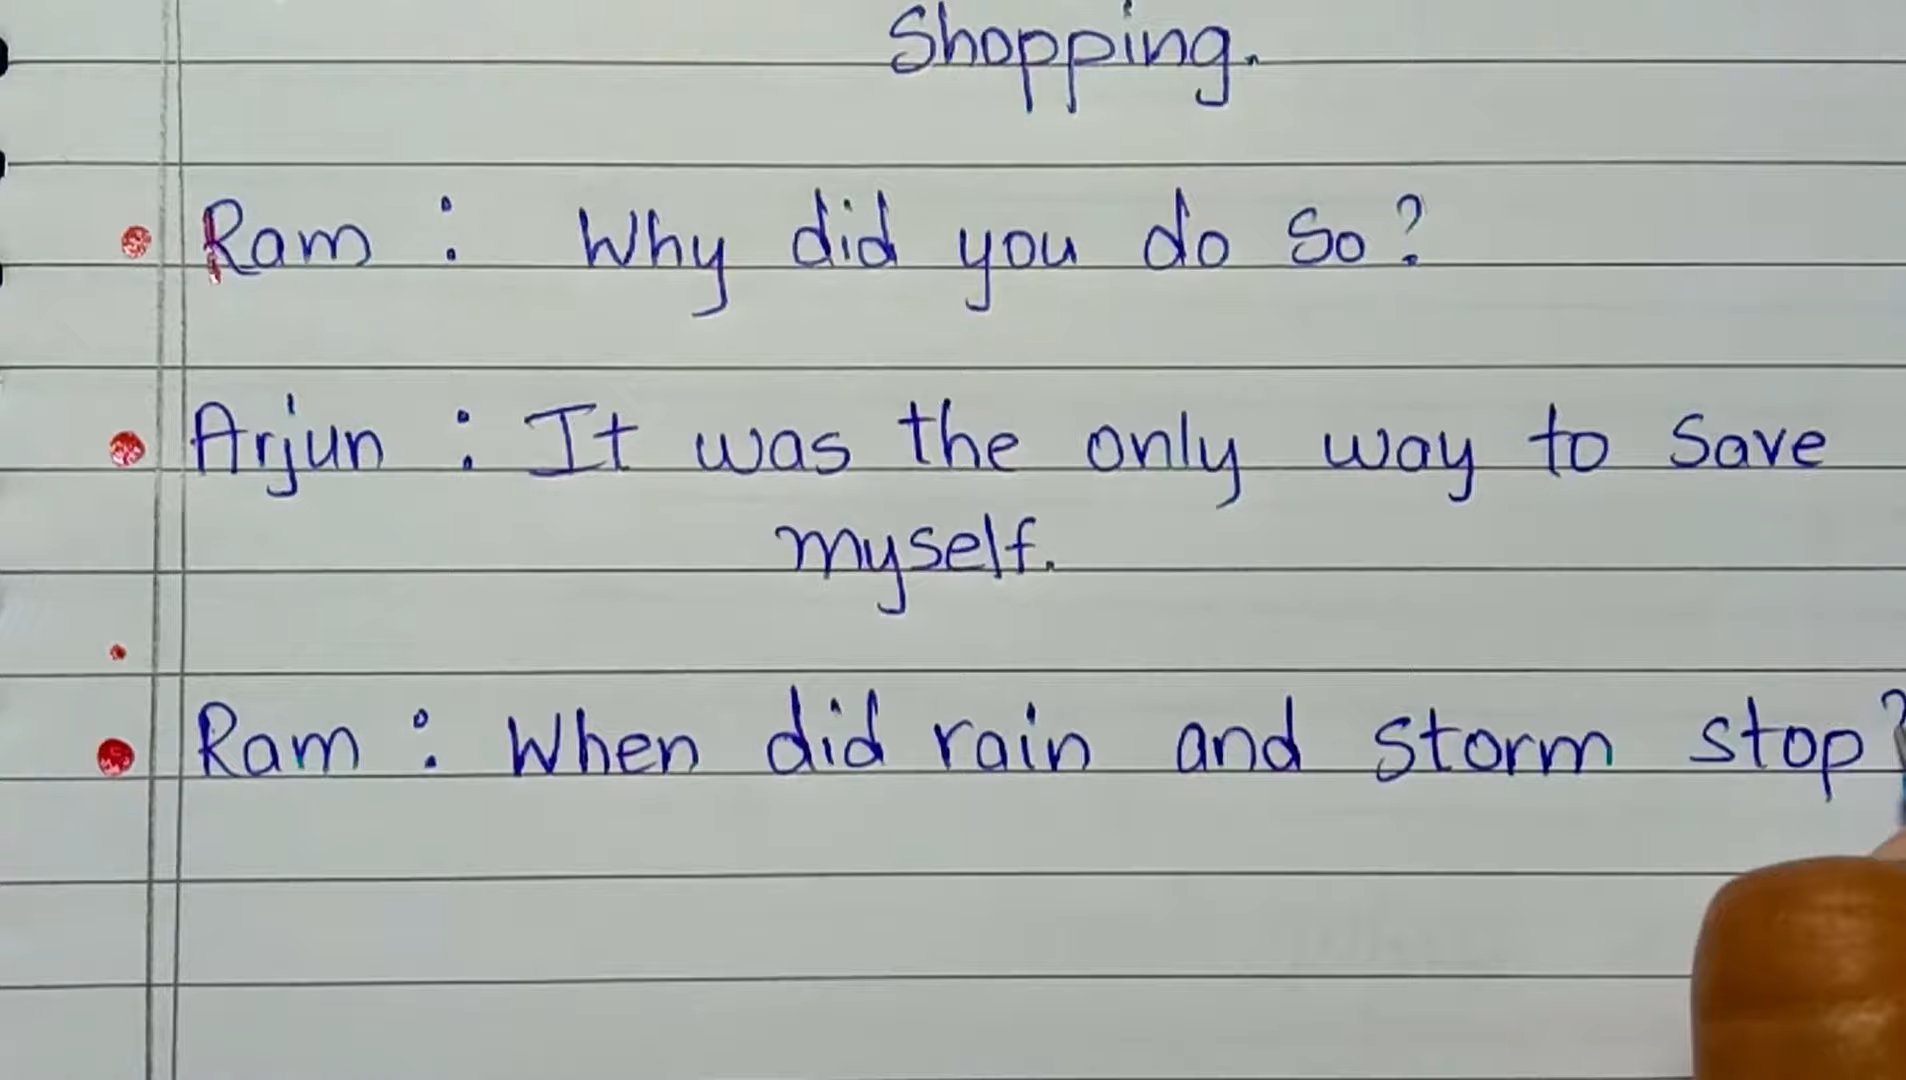 Shopping.
Ram : Why did you do So?
Arjun : It was the only way to Save
myself.
Ram : When did rain and storm stop?